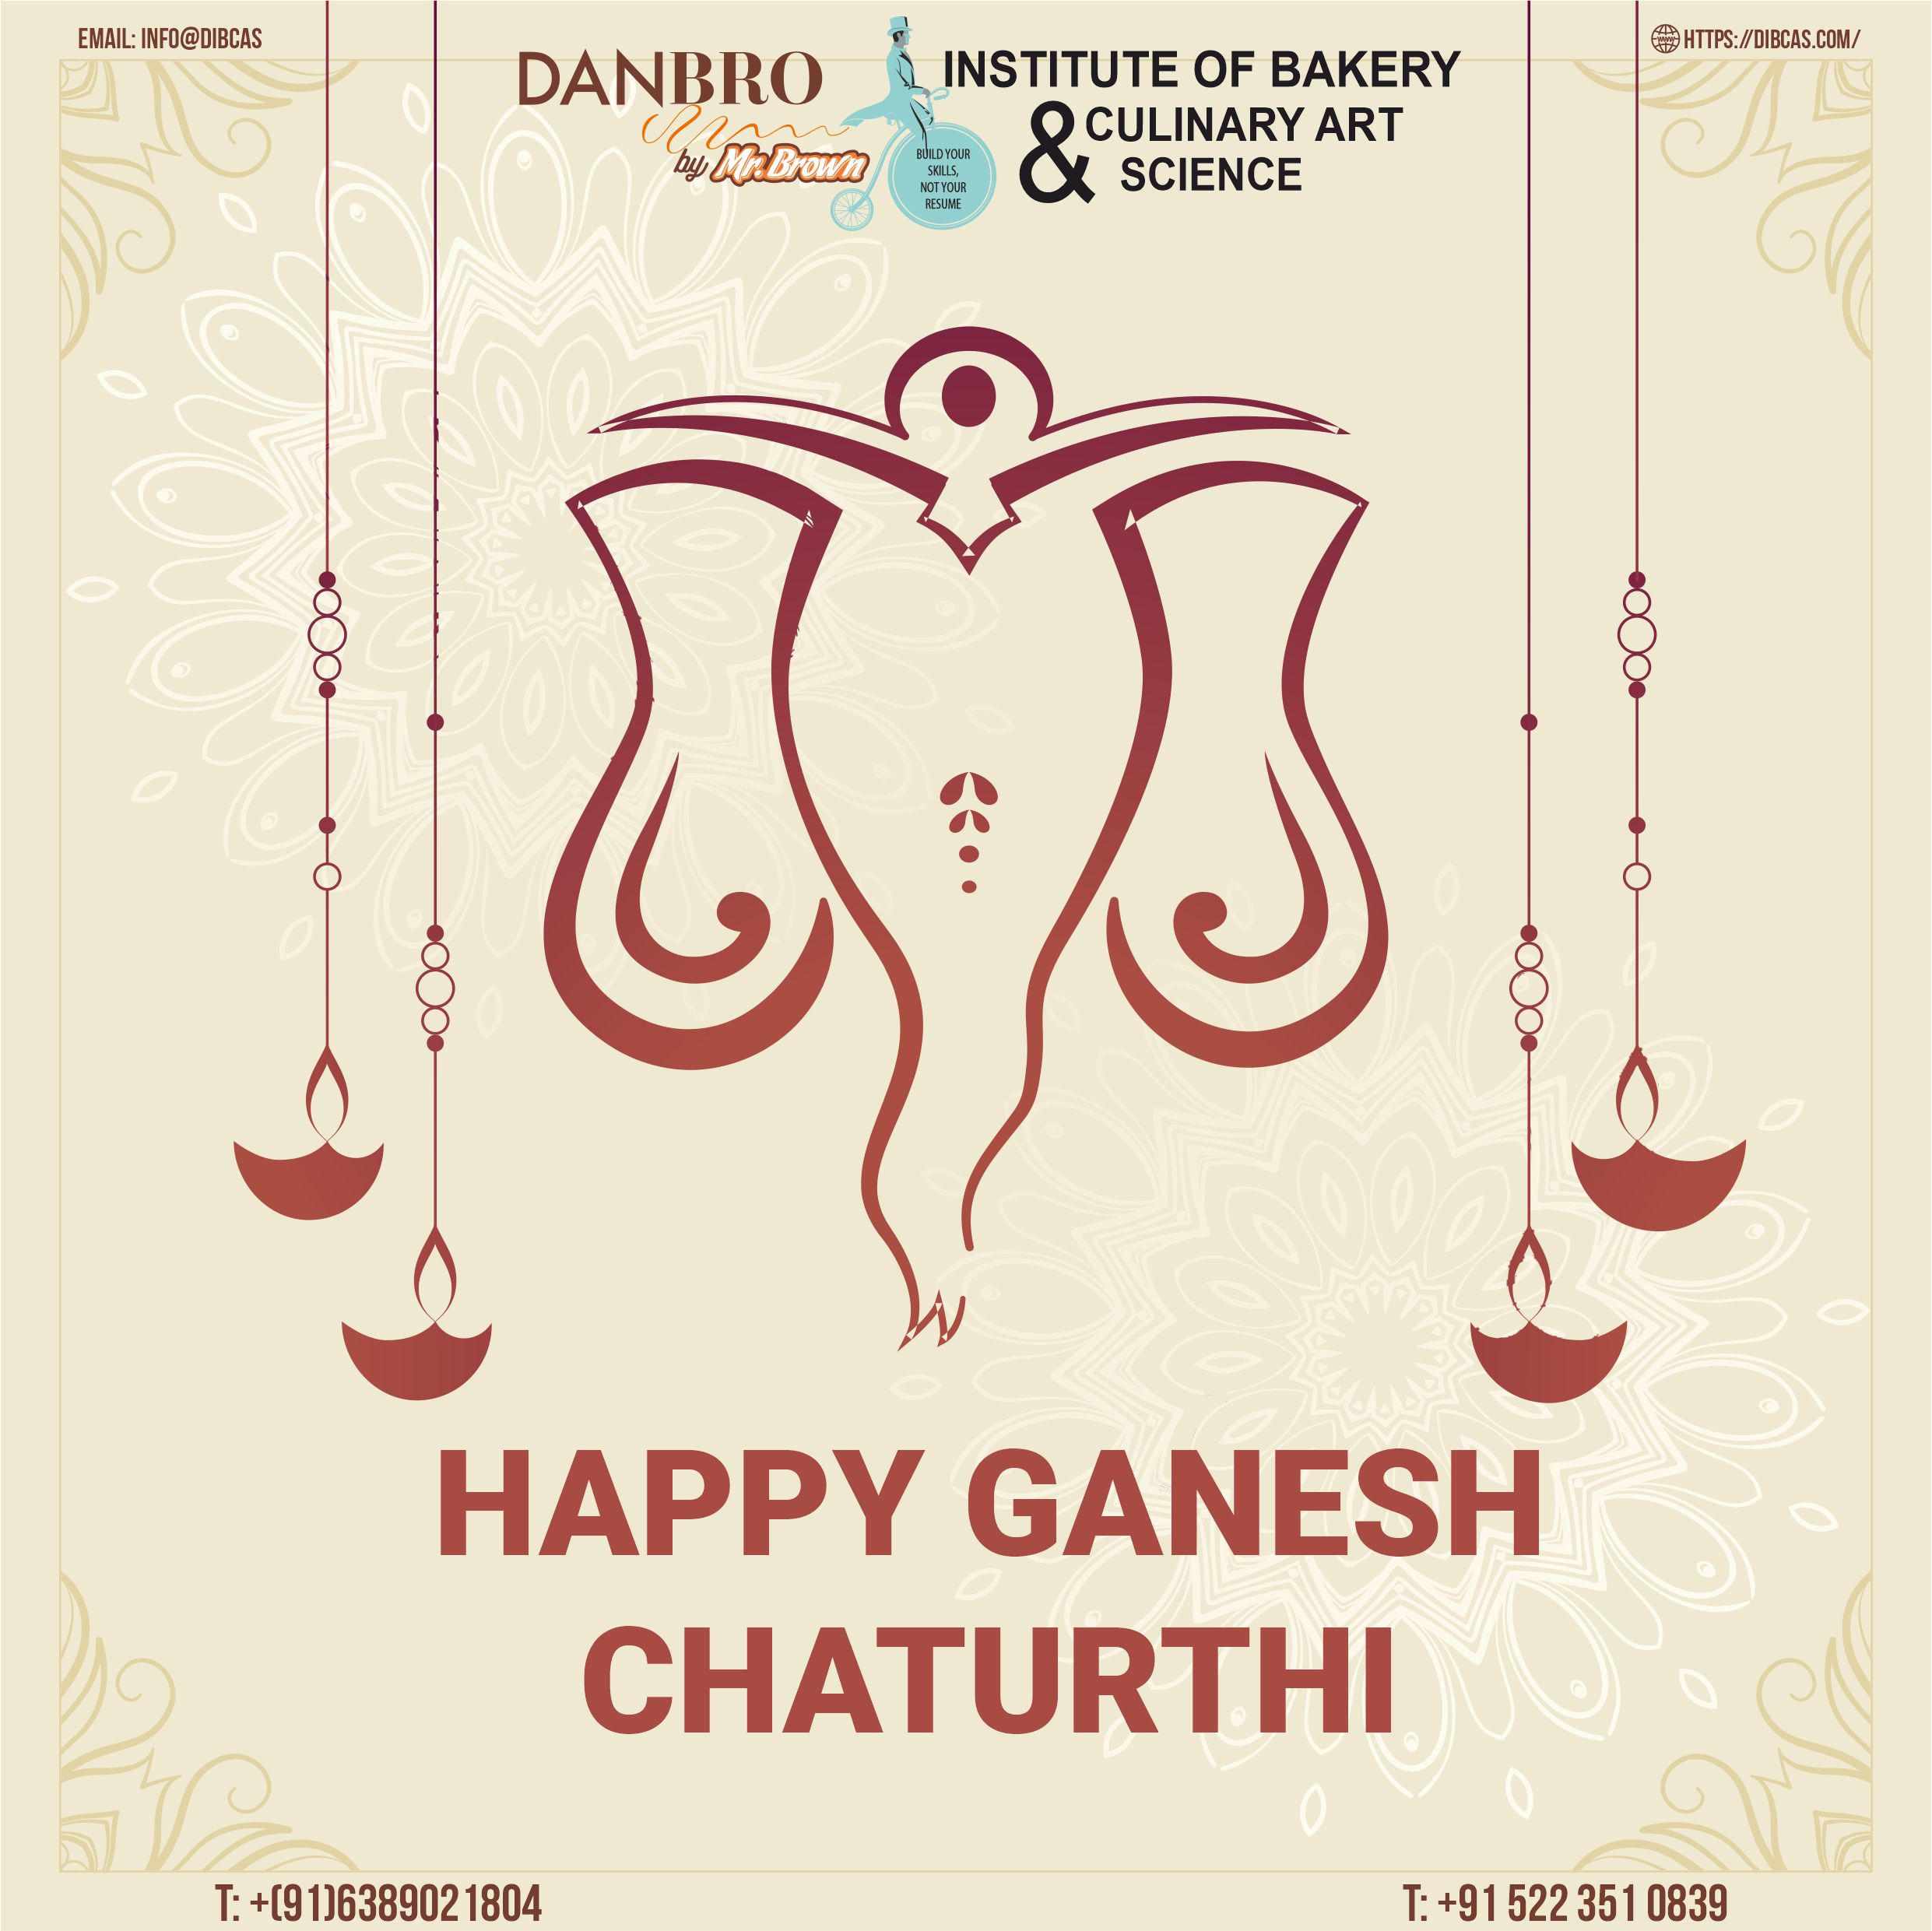 EMAIL: INFO@DIBCAS
HTTPS://DIBCAS.COM/
DANBRO
by Mr. Brown
BUILD YOUR
SKILLS,
NOT YOUR
RESUME
INSTITUTE OF BAKERY
& CULINARY ART
SCIENCE
HAPPY GANESH
CHATURTHI
T: +(91)6389021804
T: +91 522 351 0839